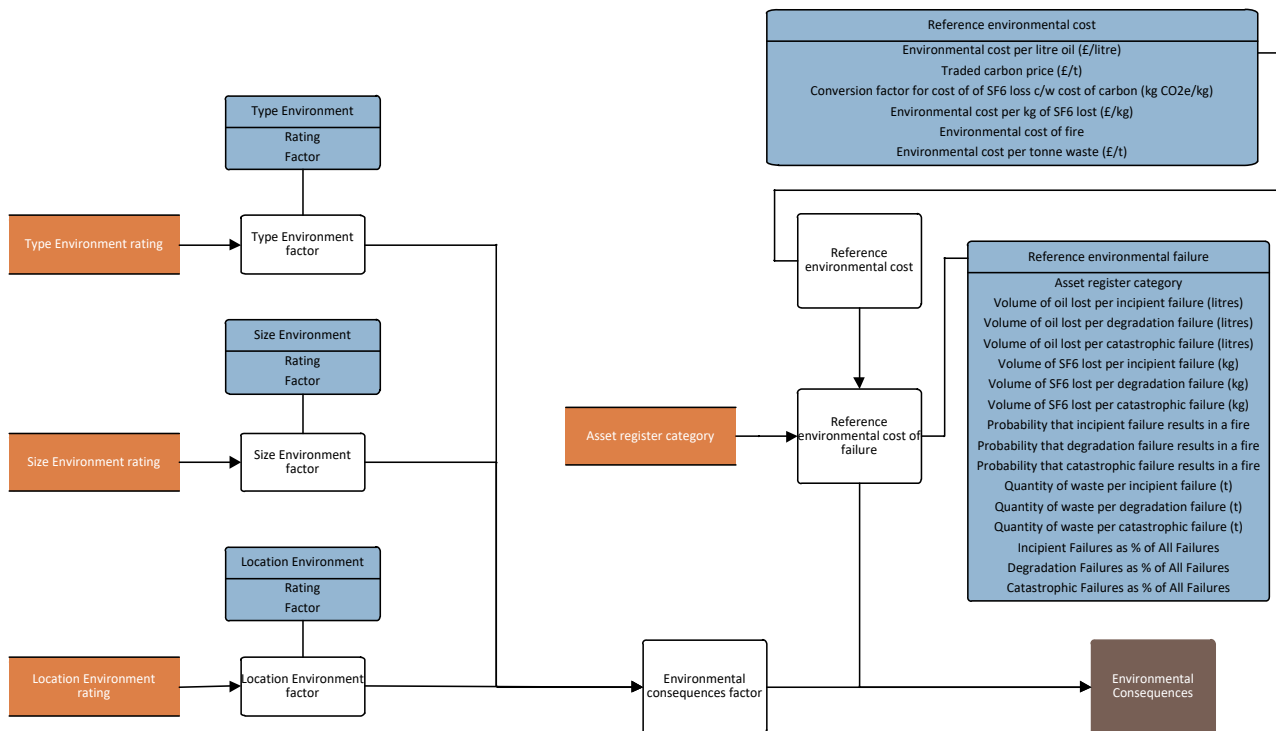 Reference environmental cost
Environmental cost per litre oil (£/litre)
Traded carbon price (£/t)
Conversion factor for cost of of SF6 loss c/w cost of carbon (kg CO2e/kg)
Environmental cost per kg of SF6 lost (£/kg)
Environmental cost of fire
Environmental cost per tonne waste (£/t)
Type Environment
Rating
Factor
Type Environment rating
Type Environment
factor
Reference
environmental cost
Reference environmental failure
Asset register category
Volume of oil lost per incipient failure (litres)
Volume of oil lost per degradation failure (litres)
Volume of oil lost per catastrophic failure (litres)
Volume of SF6 lost per incipient failure (kg)
Volume of SF6 lost per degradation failure (kg)
Volume of SF6 lost per catastrophic failure (kg)
Probability that incipient failure results in a fire
Probability that degradation failure results in a fire
Probability that catastrophic failure results in a fire
Quantity of waste per incipient failure (t)
Quantity of waste per degradation failure (t)
Quantity of waste per catastrophic failure (t)
Incipient Failures as % of All Failures
Degradation Failures as % of All Failures
Catastrophic Failures as % of All Failures
Size Environment
Rating
Factor
Size Environment rating
Size Environment
factor
Asset register category
Reference
environmental cost of
failure
Location Environment
Rating
Factor
Location Environment
rating
Location Environment
factor
Environmental
consequences factor
Environmental
Consequences